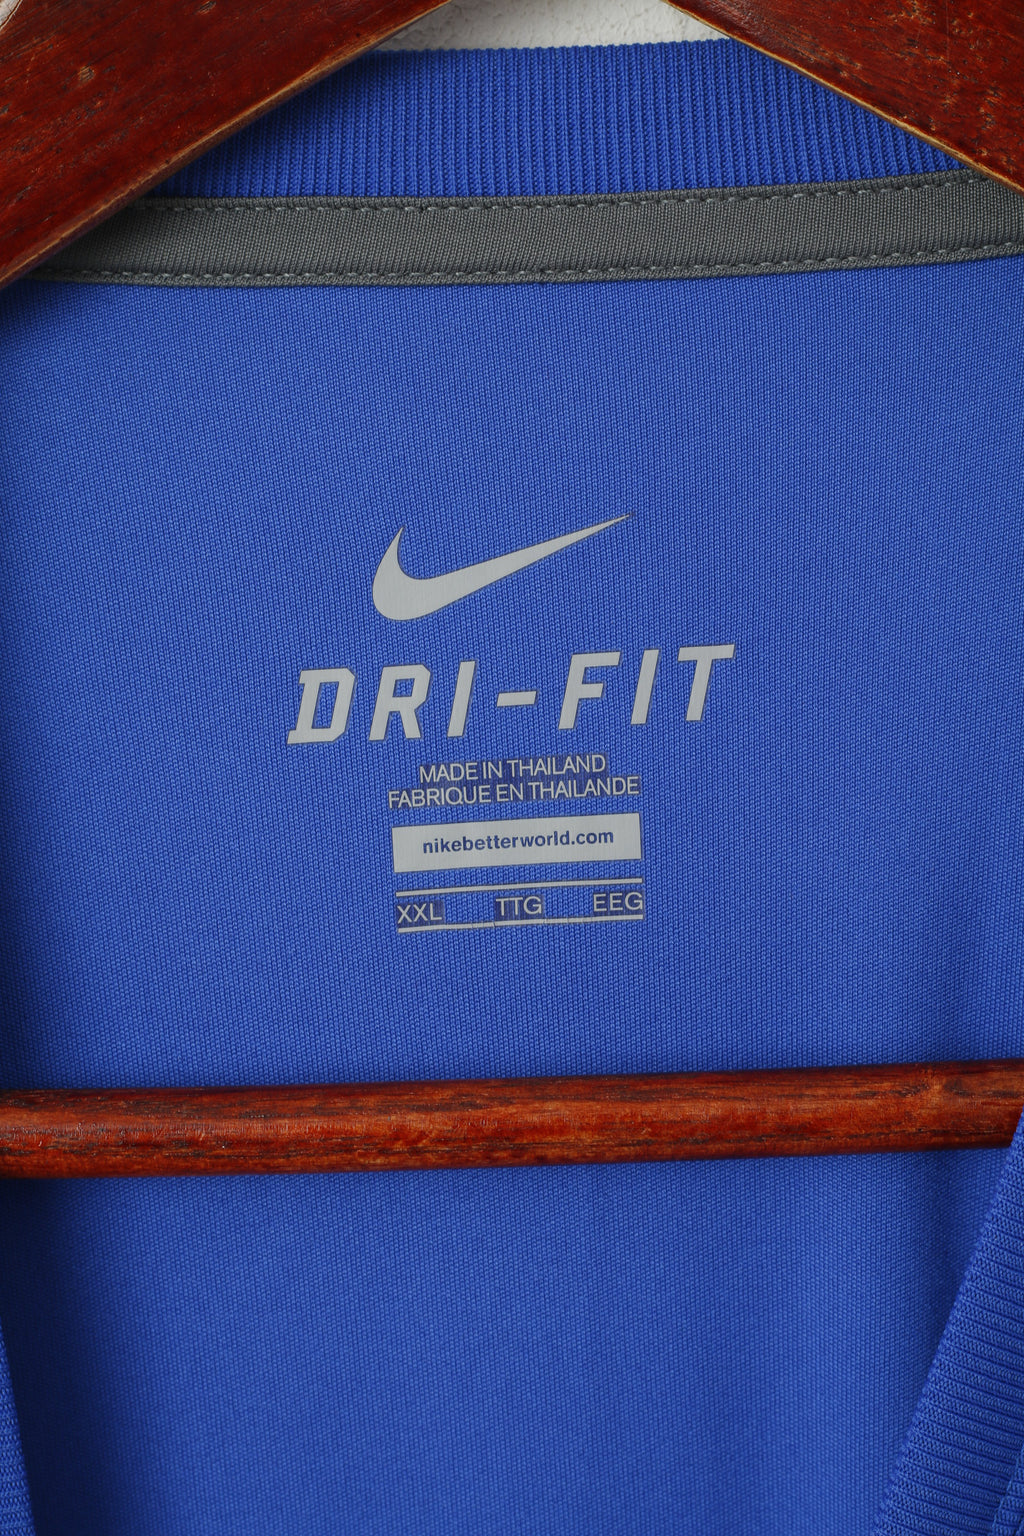 DRI-FIT
MADE IN THAILAND
FABRIQUE EN THAILANDE
nikebetterworld.com
XXL TTG EEG